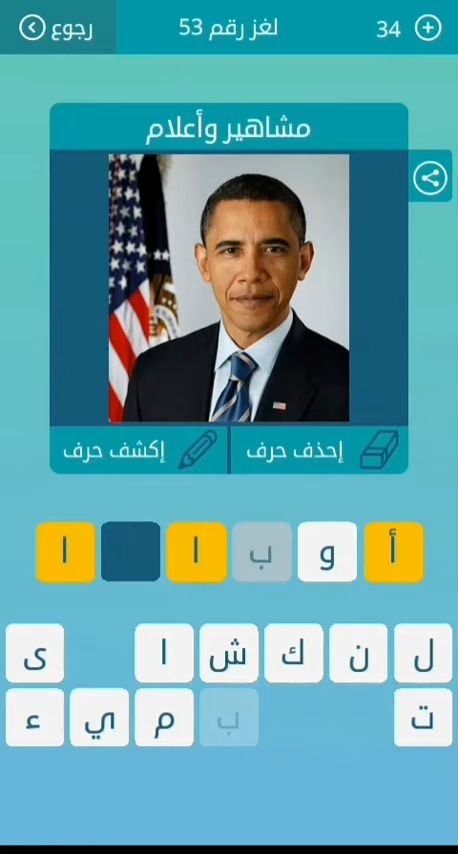 رجوع
لغز رقم 53
34
مشاهير وأعلام
إحذف حرف
إكشف حرف
أ و ب ا ا
ل ن ك ش ا ى
ت ب م ي ء